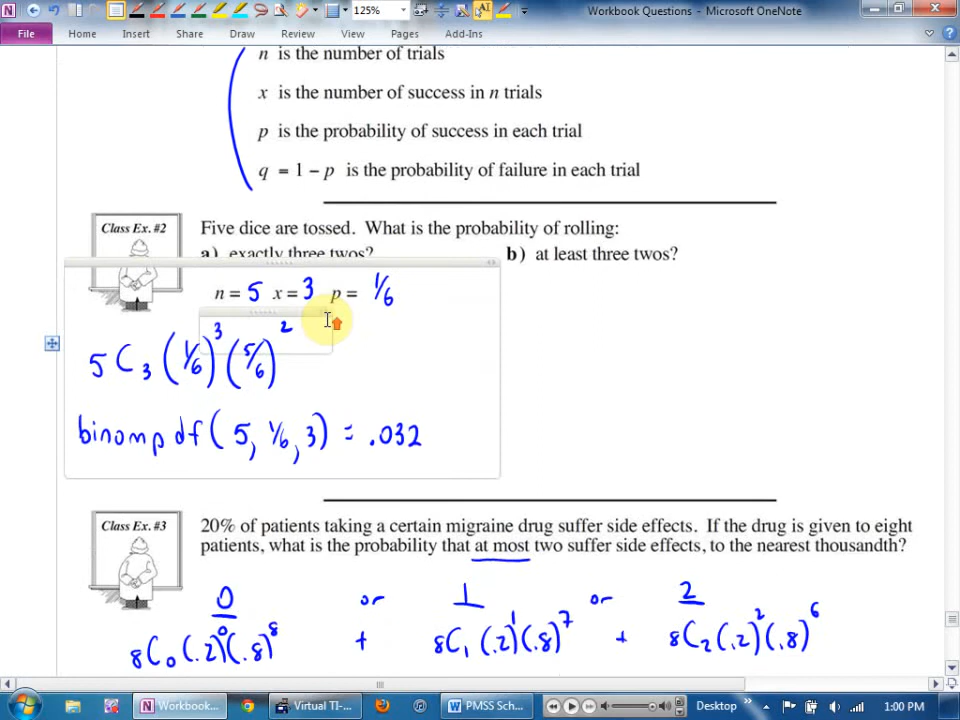 125%
Workbook Questions - Microsoft OneNote
File Home Insert Share Draw Review View Pages Add-Ins
n is the number of trials
x is the number of success in n trials
p is the probability of success in each trial
q = 1 – p is the probability of failure in each trial
Class Ex. #2
Five dice are tossed. What is the probability of rolling:
a) exactly three twos?
b) at least three twos?
n = 5 x = 3 p = 1/6
5 C 3 (1/6)^3 (5/6)^2
binompdf(5, 1/6, 3) = .032
Class Ex. #3
20% of patients taking a certain migraine drug suffer side effects. If the drug is given to eight
patients, what is the probability that at most two suffer side effects, to the nearest thousandth?
0 or 1 or 2
8C0 (.2)^0 (.8)^8 + 8C1 (.2)^1 (.8)^7 + 8C2 (.2)^2 (.8)^6
Workbook... Virtual TI-... PMSS Sch... Desktop 1:00 PM